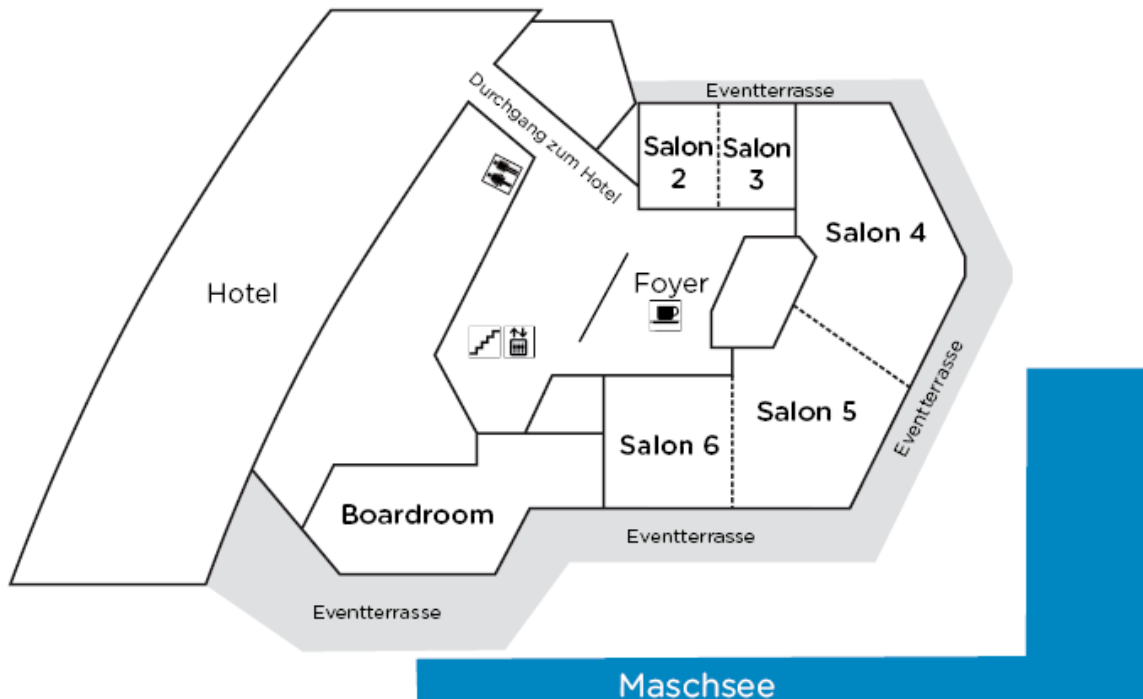 Eventterrasse
Durchgang zum Hotel
Salon
2
Salon
3
Salon 4
Hotel
Foyer
Eventterrasse
Salon 5
Salon 6
Boardroom
Eventterrasse
Eventterrasse
Maschsee